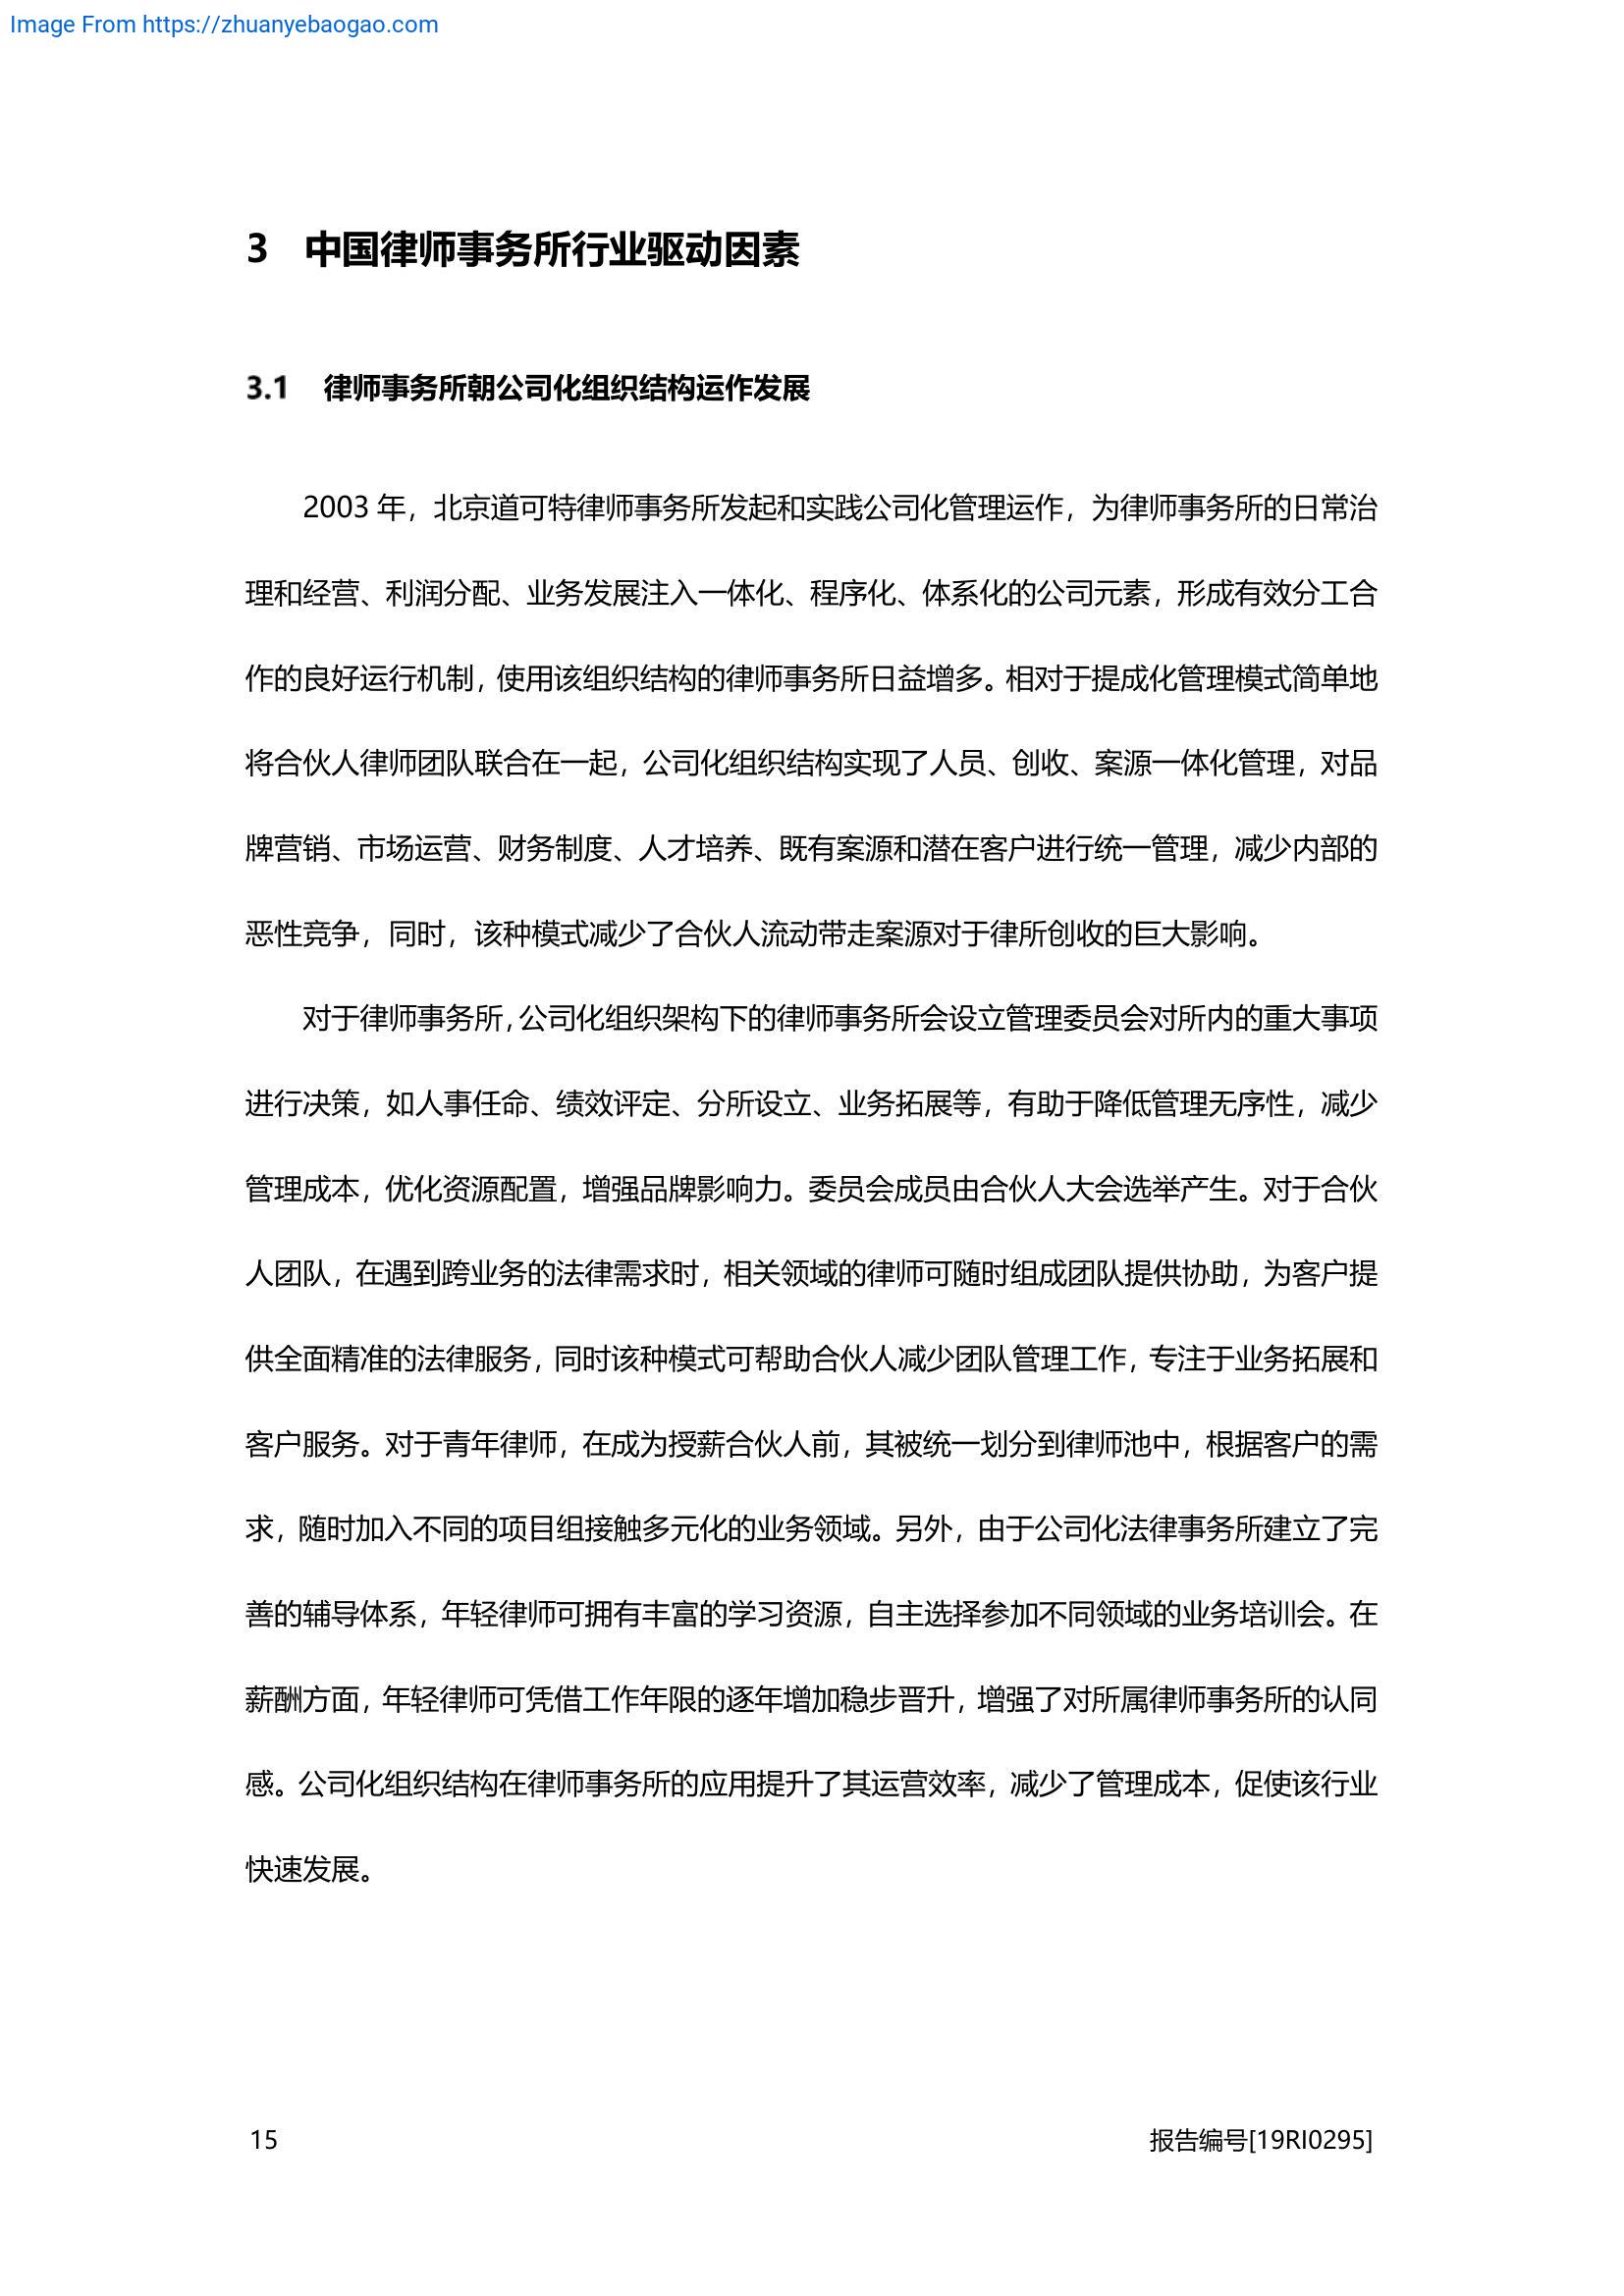 Image From https://zhuanyebaogao.com
3 中国律师事务所行业驱动因素
3.1 律师事务所朝公司化组织结构运作发展
2003 年，北京道可特律师事务所发起和实践公司化管理运作，为律师事务所的日常治
理和经营、利润分配、业务发展注入一体化、程序化、体系化的公司元素，形成有效分工合
作的良好运行机制，使用该组织结构的律师事务所日益增多。相对于提成化管理模式简单地
将合伙人律师团队联合在一起，公司化组织结构实现了人员、创收、案源一体化管理，对品
牌营销、市场运营、财务制度、人才培养、既有案源和潜在客户进行统一管理，减少内部的
恶性竞争，同时，该种模式减少了合伙人流动带走案源对于律所创收的巨大影响。
对于律师事务所，公司化组织架构下的律师事务所会设立管理委员会对所内的重大事项
进行决策，如人事任命、绩效评定、分所设立、业务拓展等，有助于降低管理无序性，减少
管理成本，优化资源配置，增强品牌影响力。委员会成员由合伙人大会选举产生。对于合伙
人团队，在遇到跨业务的法律需求时，相关领域的律师可随时组成团队提供协助，为客户提
供全面精准的法律服务，同时该种模式可帮助合伙人减少团队管理工作，专注于业务拓展和
客户服务。对于青年律师，在成为授薪合伙人前，其被统一划分到律师池中，根据客户的需
求，随时加入不同的项目组接触多元化的业务领域。另外，由于公司化法律事务所建立了完
善的辅导体系，年轻律师可拥有丰富的学习资源，自主选择参加不同领域的业务培训会。在
薪酬方面，年轻律师可凭借工作年限的逐年增加稳步晋升，增强了对所属律师事务所的认同
感。公司化组织结构在律师事务所的应用提升了其运营效率，减少了管理成本，促使该行业
快速发展。
15 报告编号[19RI0295]